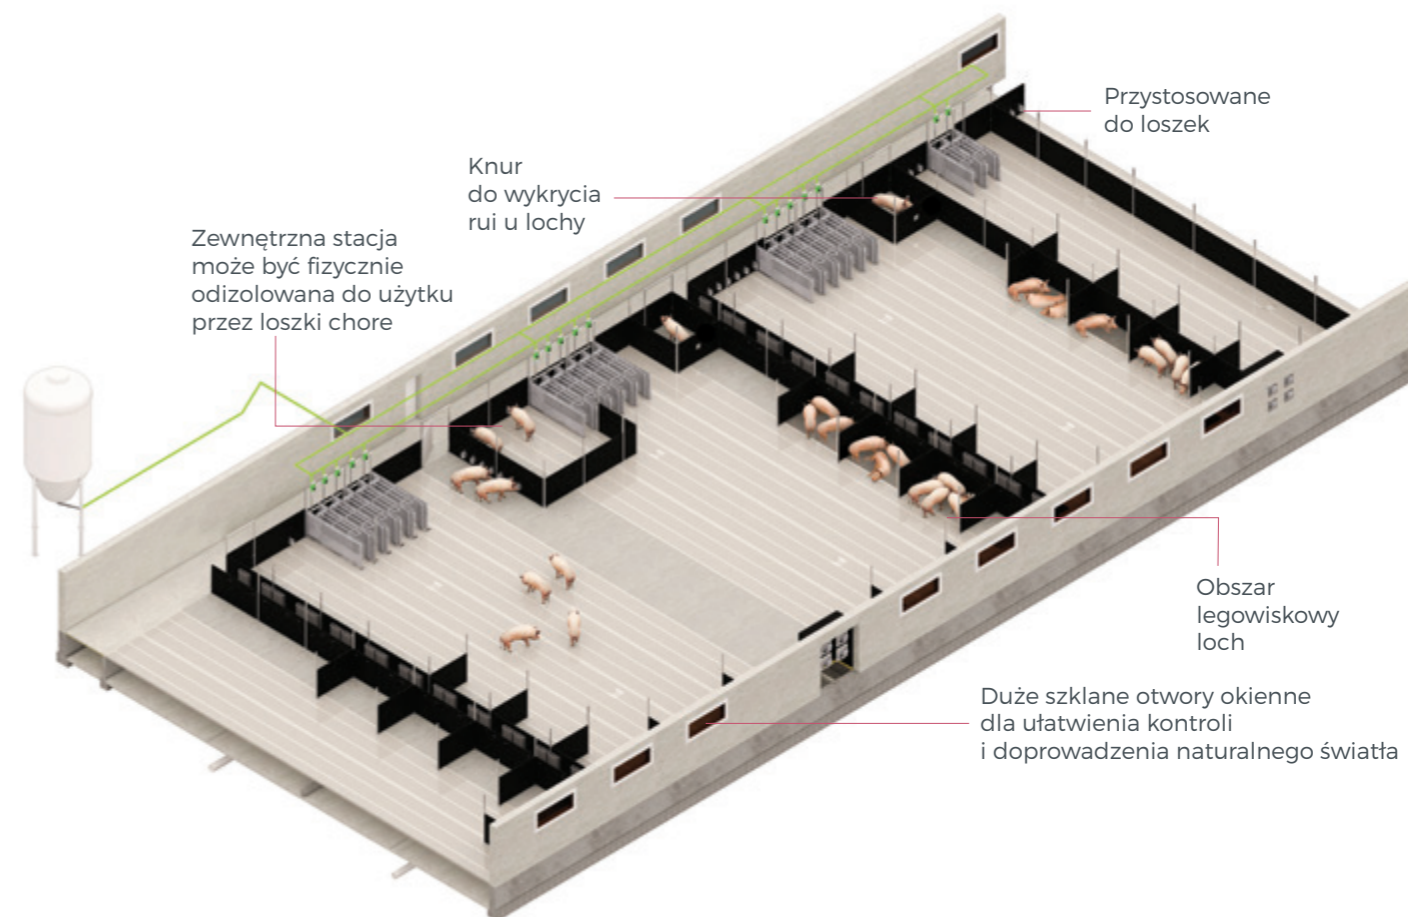 Przystosowane
do loszek
Knur
do wykrycia
rui u lochy
Zewnętrzna stacja
może być fizycznie
odizolowana do użytku
przez loszki chore
Obszar
legowiskowy
loch
Duże szklane otwory okienne
dla ułatwienia kontroli
i doprowadzenia naturalnego światła